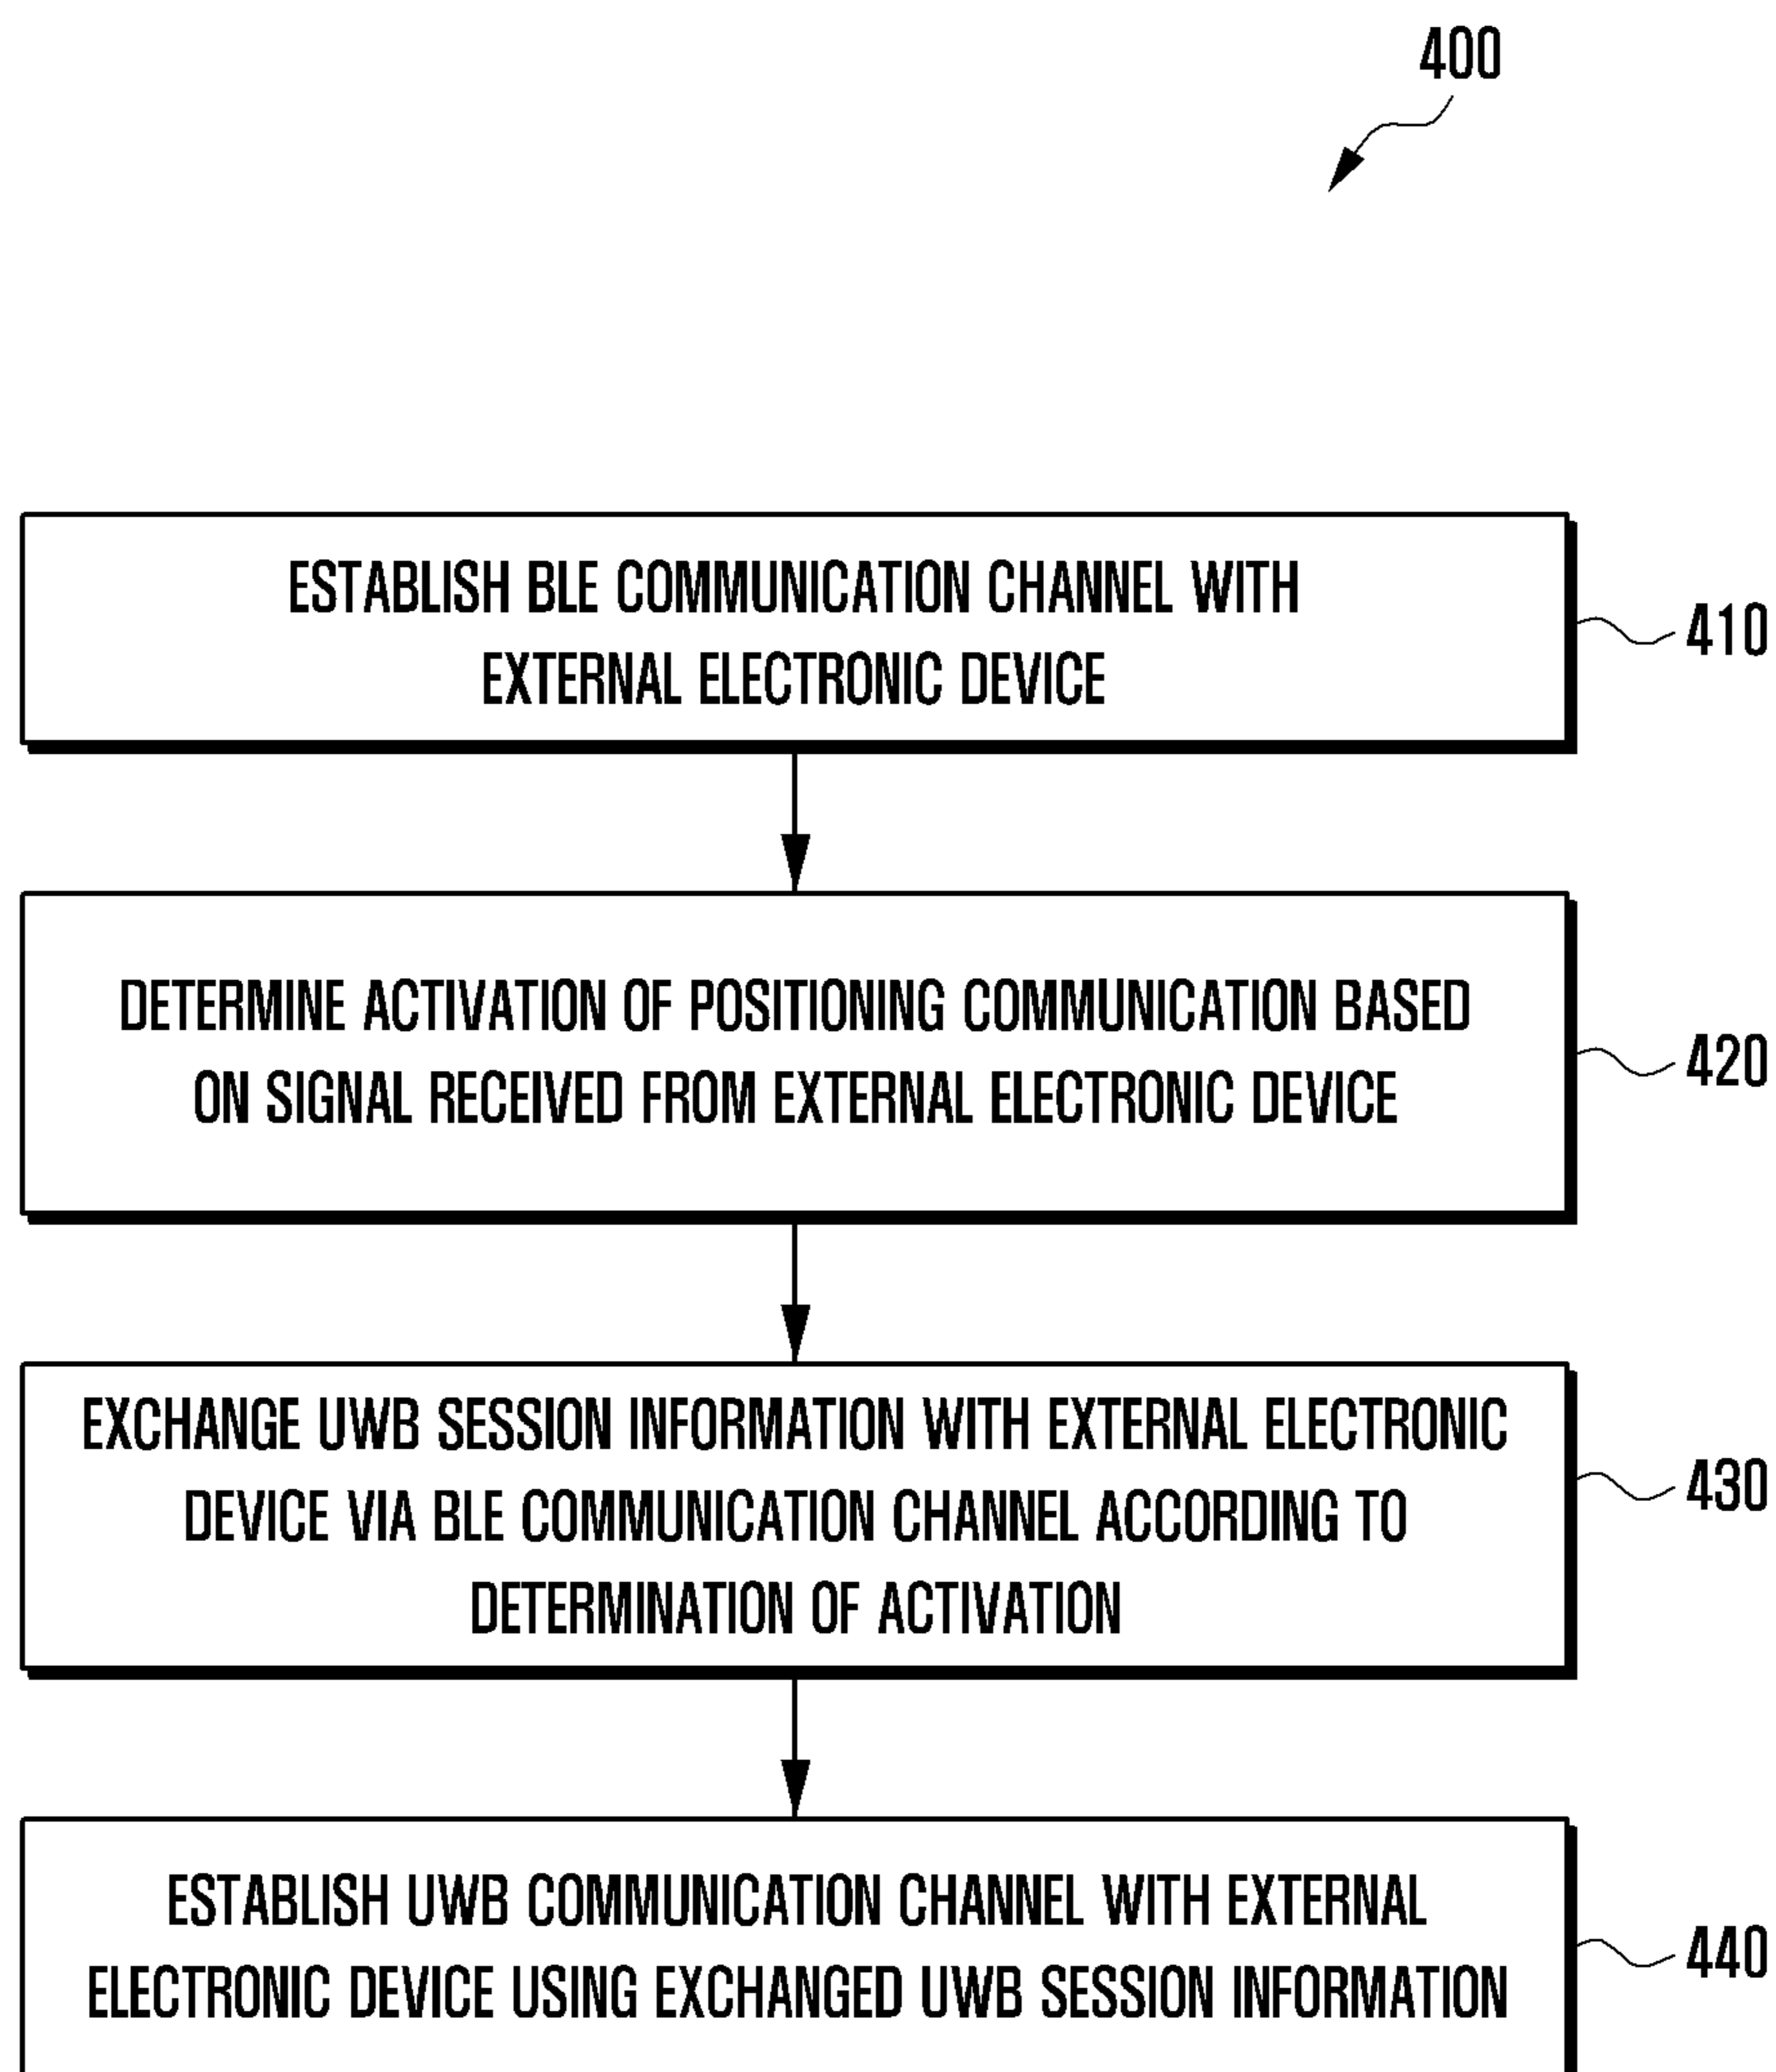 400
ESTABLISH BLE COMMUNICATION CHANNEL WITH
EXTERNAL ELECTRONIC DEVICE
410
DETERMINE ACTIVATION OF POSITIONING COMMUNICATION BASED
ON SIGNAL RECEIVED FROM EXTERNAL ELECTRONIC DEVICE
420
EXCHANGE UWB SESSION INFORMATION WITH EXTERNAL ELECTRONIC
DEVICE VIA BLE COMMUNICATION CHANNEL ACCORDING TO
DETERMINATION OF ACTIVATION
430
ESTABLISH UWB COMMUNICATION CHANNEL WITH EXTERNAL
ELECTRONIC DEVICE USING EXCHANGED UWB SESSION INFORMATION
440